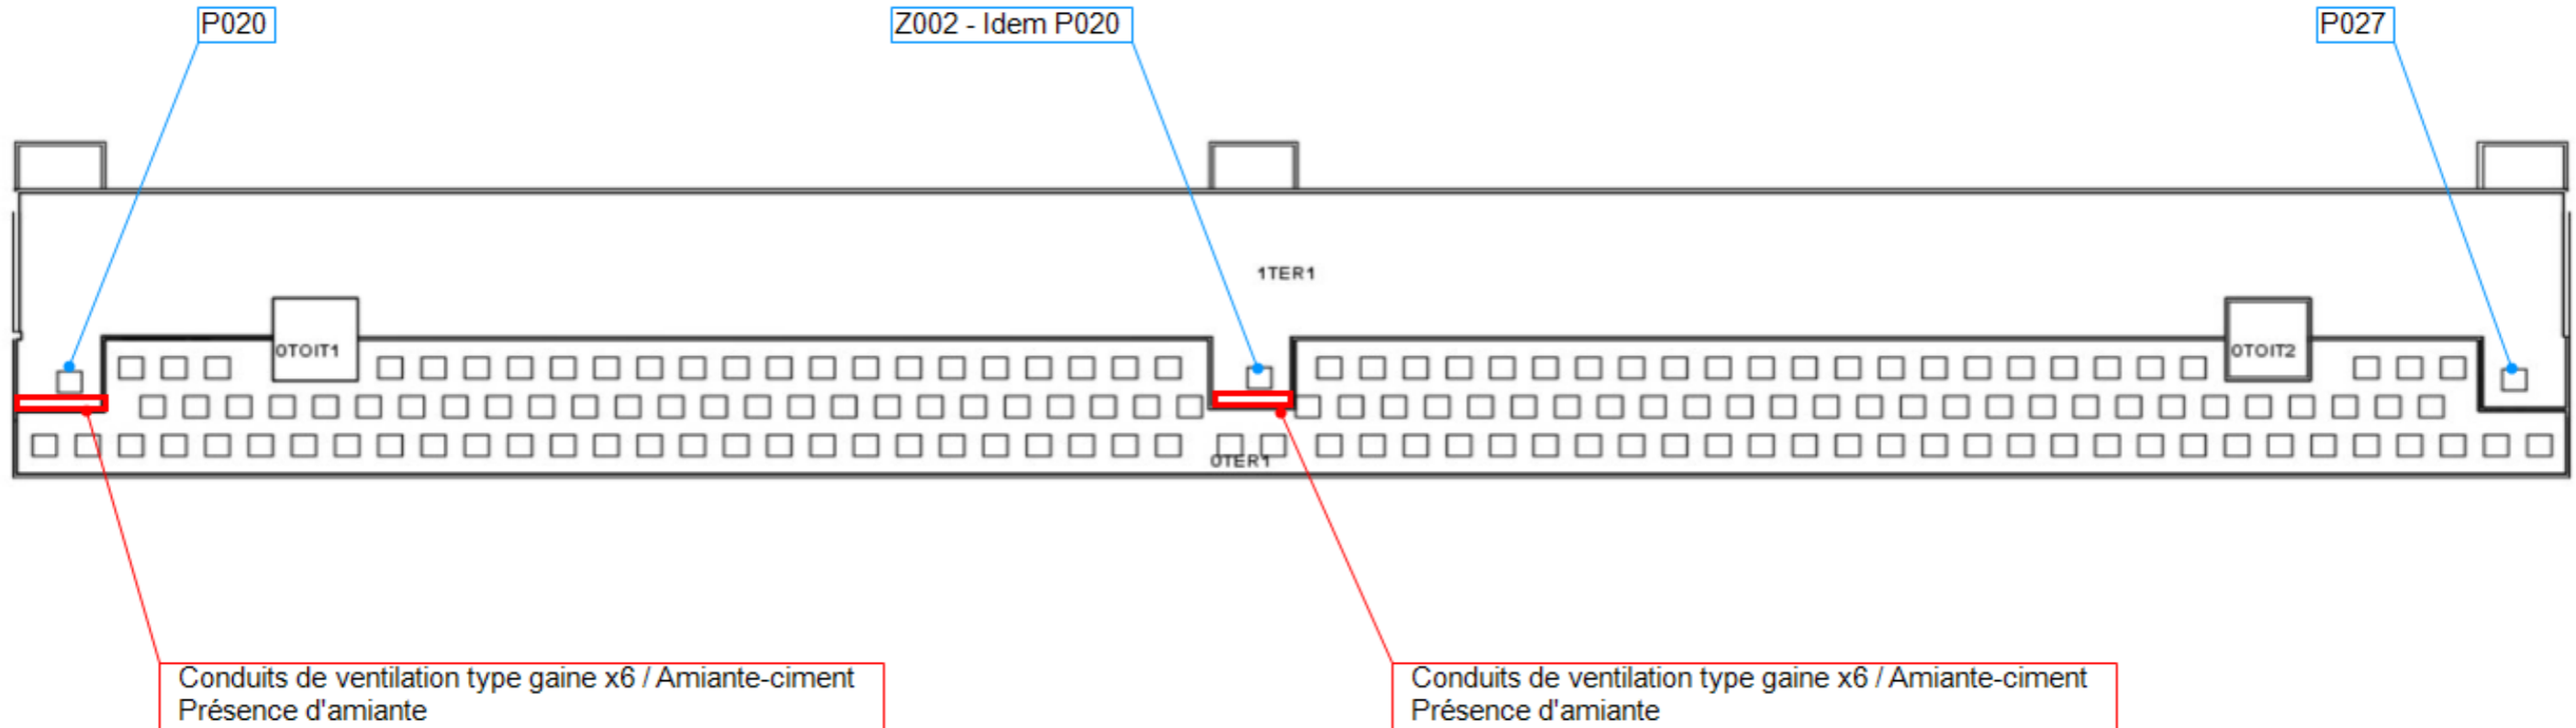 P020
Z002 - Idem P020
P027
1TER1
0TOIT1
0TOIT2
0TER1
Conduits de ventilation type gaine x6 / Amiante-ciment
Présence d'amiante
Conduits de ventilation type gaine x6 / Amiante-ciment
Présence d'amiante